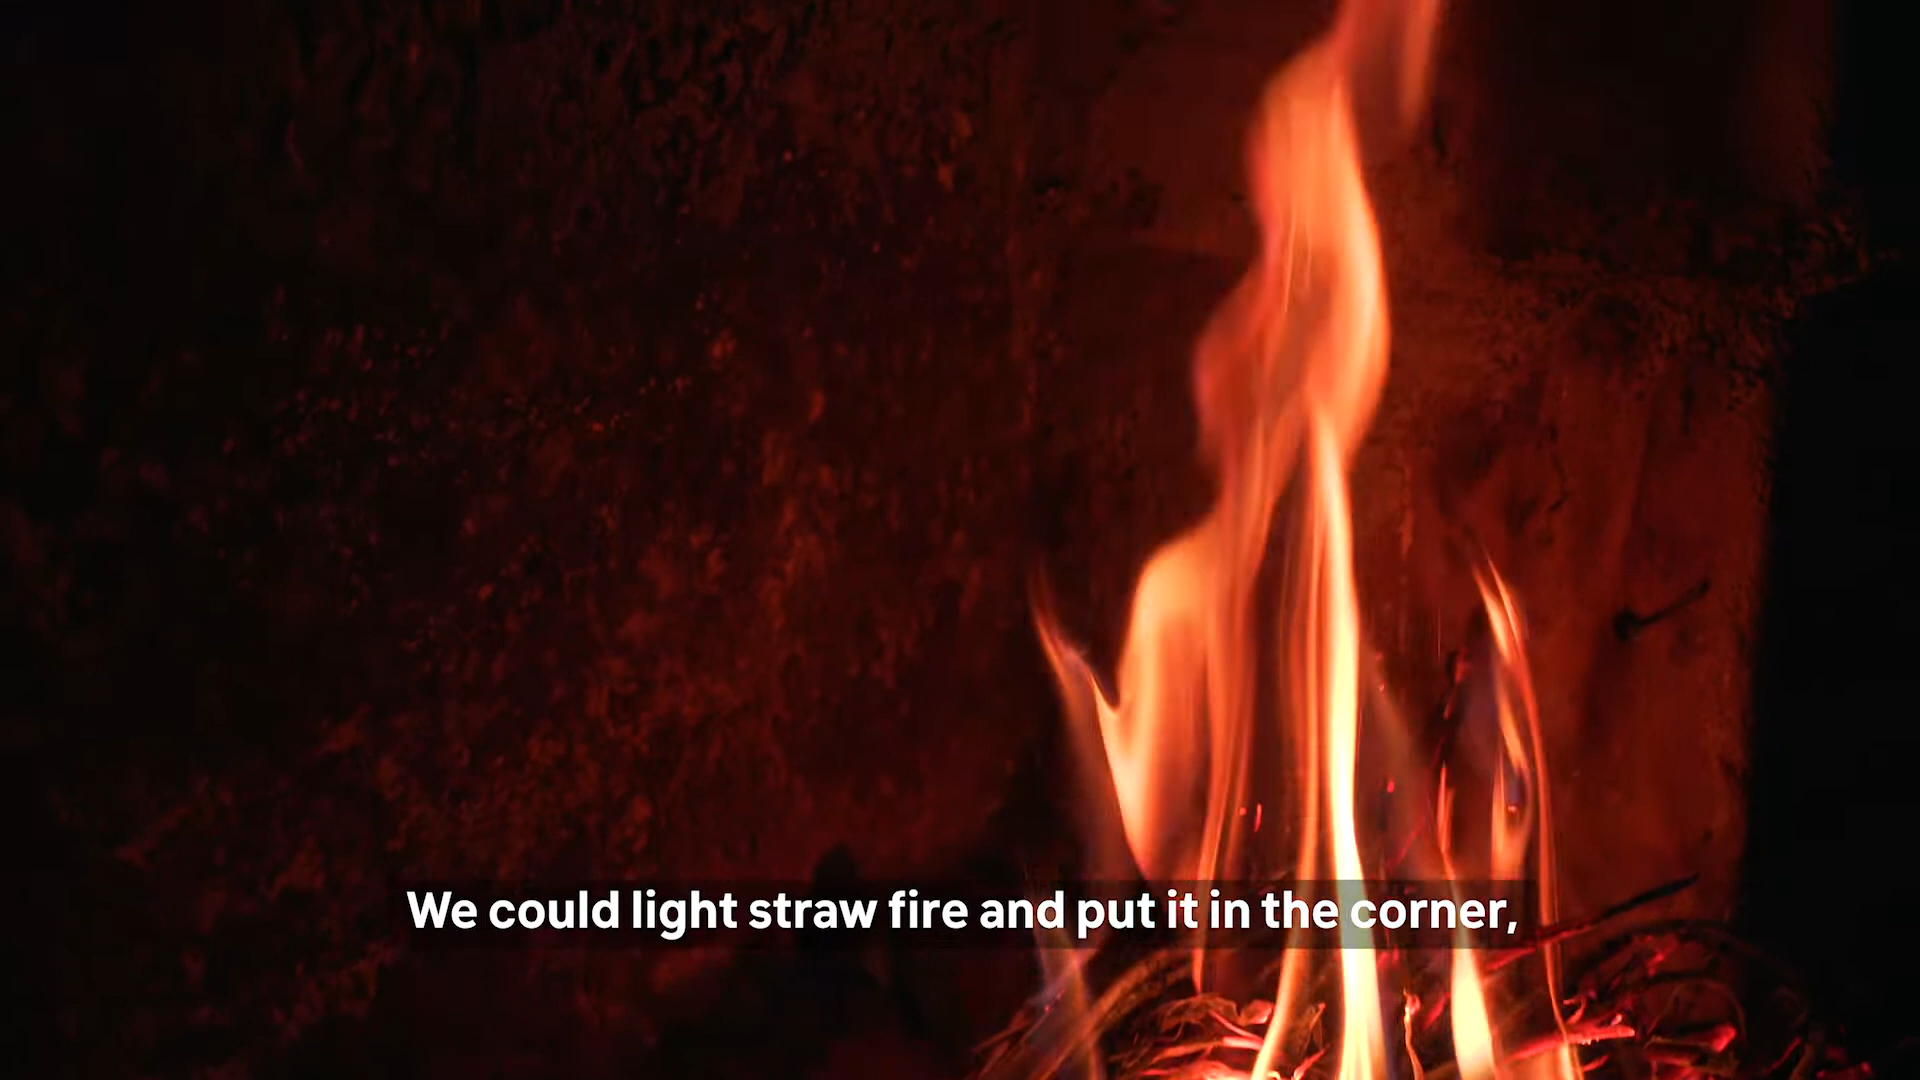 We could light straw fire and put it in the corner,